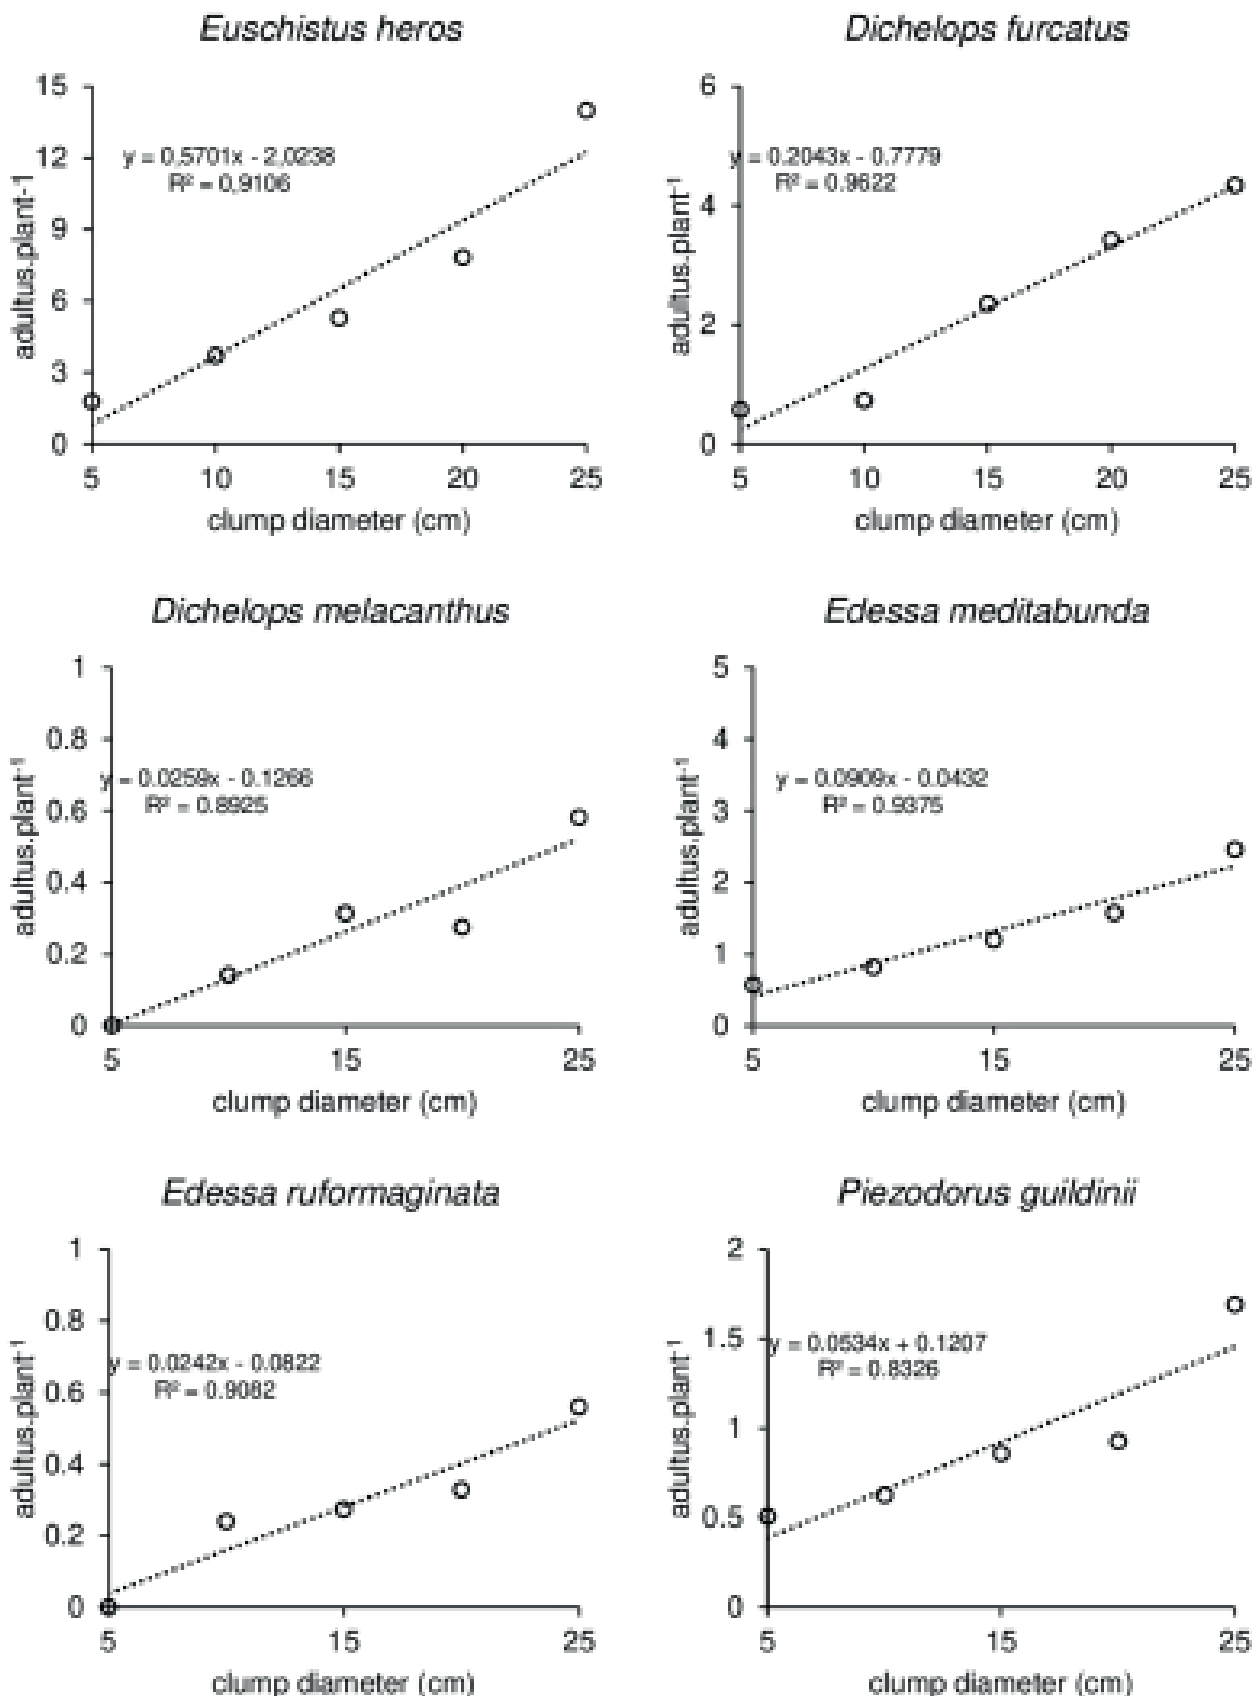 Euschistus heros
15
12
9
6
3
0
adultus.plant-1
y = 0,5701x - 2,0238
R² = 0,9106
5 10 15 20 25
clump diameter (cm)
Dichelops furcatus
6
4
2
0
adultus.plant-1
y = 0.2043x - 0.7779
R² = 0.9622
5 10 15 20 25
clump diameter (cm)
Dichelops melacanthus
1
0.8
0.6
0.4
0.2
0
adultus.plant-1
y = 0.0259x - 0.1266
R² = 0.8925
5 15 25
clump diameter (cm)
Edessa meditabunda
5
4
3
2
1
0
adultus.plant-1
y = 0.0909x - 0.0432
R² = 0.9375
5 15 25
clump diameter (cm)
Edessa ruformaginata
1
0.8
0.6
0.4
0.2
0
adultus.plant-1
y = 0.0242x - 0.0822
R² = 0.9082
5 15 25
clump diameter (cm)
Piezodorus guildinii
2
1.5
1
0.5
0
adultus.plant-1
y = 0.0534x + 0.1207
R² = 0.8326
5 15 25
clump diameter (cm)